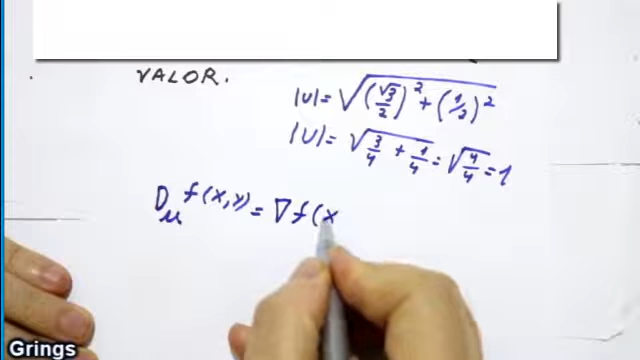 VALOR.
|U| = √(√3/2)² + (1/2)²
|U| = √3/4 + 1/4 = √4/4 = 1
D_u f(x,y) = ∇f(x
Grings